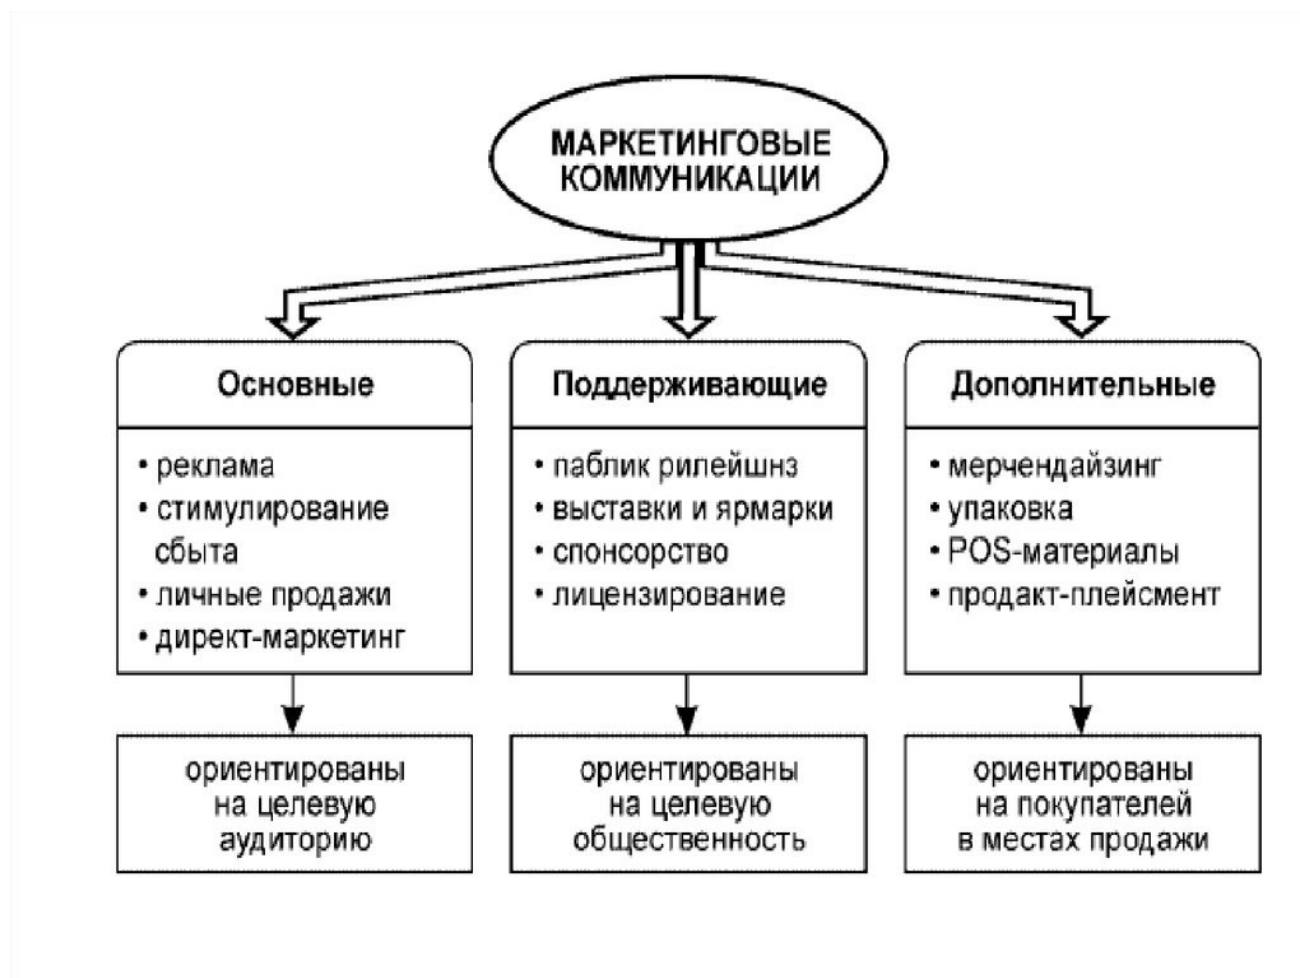 МАРКЕТИНГОВЫЕ
КОММУНИКАЦИИ
Основные
• реклама
• стимулирование
сбыта
• личные продажи
• директ-маркетинг
ориентированы
на целевую
аудиторию
Поддерживающие
• паблик рилейшнз
• выставки и ярмарки
• спонсорство
• лицензирование
ориентированы
на целевую
общественность
Дополнительные
• мерчендайзинг
• упаковка
• POS-материалы
• продакт-плейсмент
ориентированы
на покупателей
в местах продажи